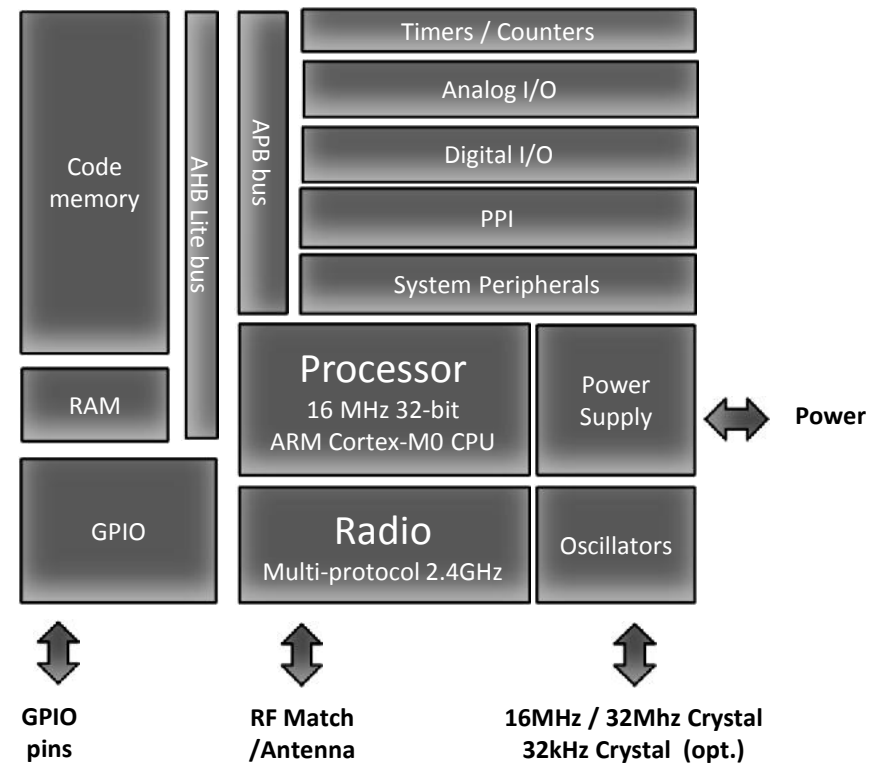 Timers / Counters
Analog I/O
Digital I/O
PPI
System Peripherals
APB bus
AHB Lite bus
Code
memory
RAM
Processor
16 MHz 32-bit
ARM Cortex-M0 CPU
Power
Supply
Power
GPIO
Radio
Multi-protocol 2.4GHz
Oscillators
GPIO
pins
RF Match
/Antenna
16MHz / 32Mhz Crystal
32kHz Crystal (opt.)